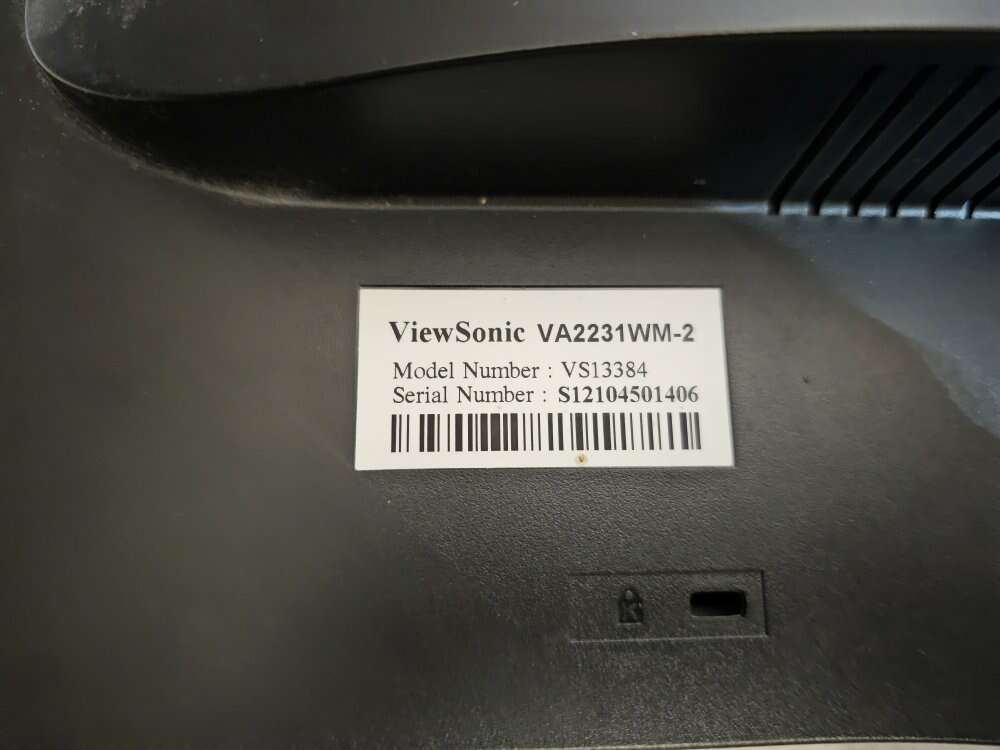 ViewSonic VA2231WM-2
Model Number : VS13384
Serial Number : S12104501406